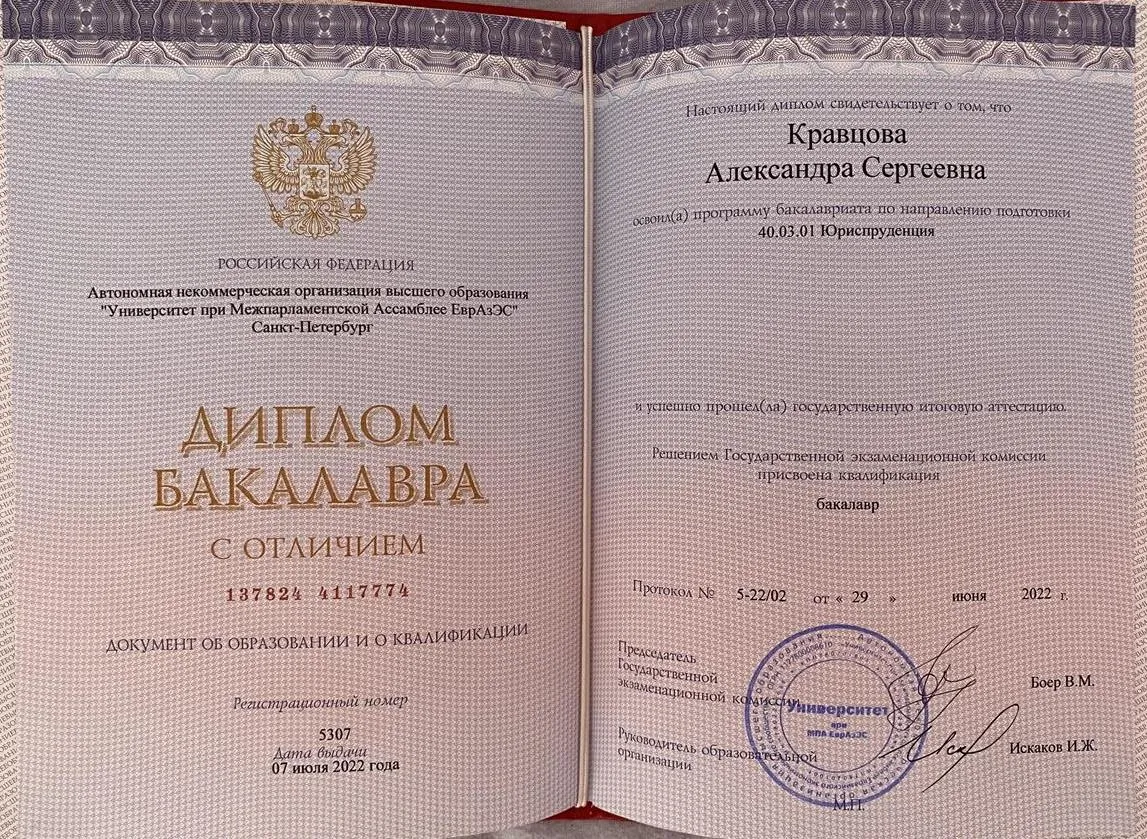 РОССИЙСКАЯ ФЕДЕРАЦИЯ
Автономная некоммерческая организация высшего образования
"Университет при Межпарламентской Ассамблее ЕврАзЭС"
Санкт-Петербург
ДИПЛОМ
БАКАЛАВРА
С ОТЛИЧИЕМ
137824 4117774
ДОКУМЕНТ ОБ ОБРАЗОВАНИИ И О КВАЛИФИКАЦИИ
Регистрационный номер
5307
Дата выдачи
07 июля 2022 года
Настоящий диплом свидетельствует о том, что
Кравцова
Александра Сергеевна
освоил(а) программу бакалавриата по направлению подготовки
40.03.01 Юриспруденция
и успешно прошел(ла) государственную итоговую аттестацию.
Решением Государственной экзаменационной комиссии
присвоена квалификация
бакалавр
Протокол № 5-22/02 от « 29 » июня 2022 г.
Председатель
Государственной
экзаменационной комиссии
Боер В.М.
Руководитель образовательной
организации
Искаков И.Ж.
Университет
при
МПА ЕврАзЭС
М.П.